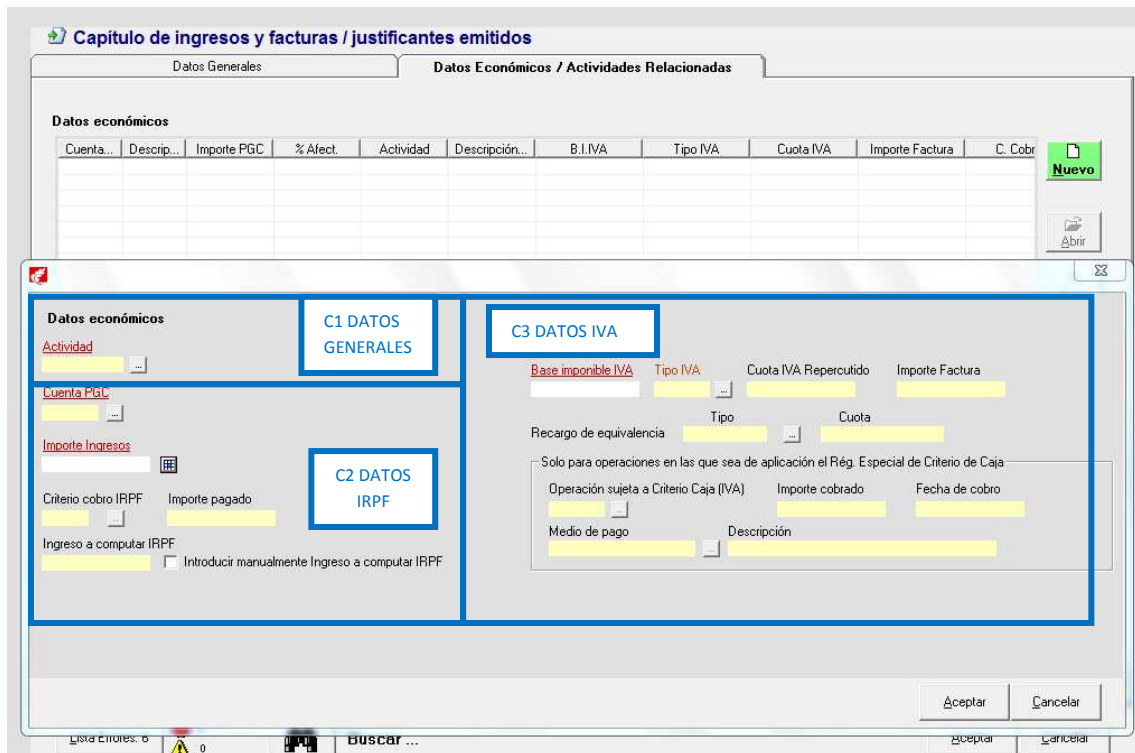 Capítulo de ingresos y facturas / justificantes emitidos
Datos Generales
Datos Económicos / Actividades Relacionadas
Datos económicos
Cuenta... Descrip... Importe PGC % Afect. Actividad Descripción... B.I.IVA Tipo IVA Cuota IVA Importe Factura C. Cobr
Nuevo
Abrir
Datos económicos
C1 DATOS
GENERALES
Actividad
...
Cuenta PGC
...
Importe Ingresos
C2 DATOS
IRPF
Criterio cobro IRPF Importe pagado
...
Ingreso a computar IRPF
Introducir manualmente Ingreso a computar IRPF
C3 DATOS IVA
Base imponible IVA Tipo IVA Cuota IVA Repercutido Importe Factura
...
Tipo Cuota
Recargo de equivalencia ...
Solo para operaciones en las que sea de aplicación el Rég. Especial de Criterio de Caja
Operación sujeta a Criterio Caja (IVA) Importe cobrado Fecha de cobro
...
Medio de pago Descripción
...
Aceptar Cancelar
Lista Errores: 6 0 Buscar ... Aceptar Cancelar